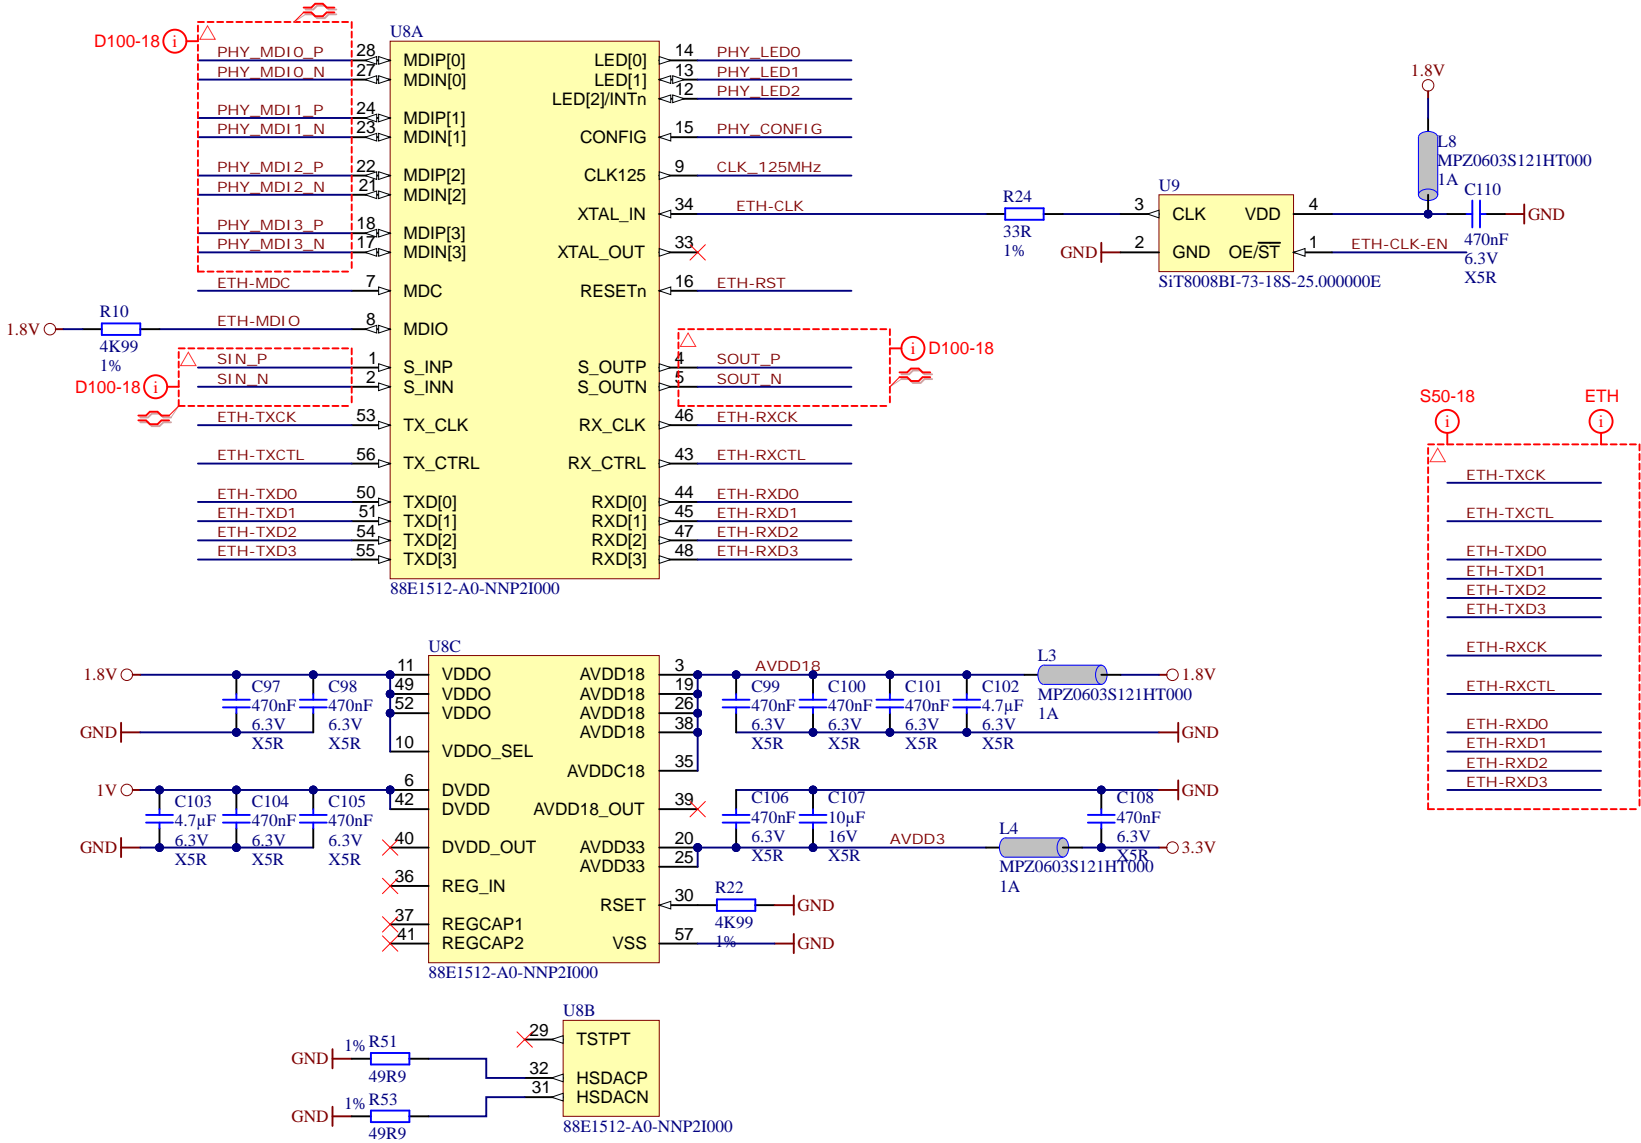 U8A
D100-18 i
PHY_MDI0_P 28 MDIP[0] LED[0] 14 PHY_LED0
PHY_MDI0_N 27 MDIN[0] LED[1] 13 PHY_LED1
LED[2]/INTn 12 PHY_LED2
PHY_MDI1_P 24 MDIP[1]
PHY_MDI1_N 23 MDIN[1] CONFIG 15 PHY_CONFIG
PHY_MDI2_P 22 MDIP[2] CLK125 9 CLK_125MHz
PHY_MDI2_N 21 MDIN[2]
XTAL_IN 34 ETH-CLK
PHY_MDI3_P 18 MDIP[3]
PHY_MDI3_N 17 MDIN[3] XTAL_OUT 33
ETH-MDC 7 MDC RESETn 16 ETH-RST
1.8V R10 ETH-MDIO 8 MDIO
4K99
1%
SIN_P 1 S_INP S_OUTP 4 SOUT_P
SIN_N 2 S_INN S_OUTN 5 SOUT_N
D100-18 i
i D100-18
ETH-TXCK 53 TX_CLK RX_CLK 46 ETH-RXCK
ETH-TXCTL 56 TX_CTRL RX_CTRL 43 ETH-RXCTL
ETH-TXD0 50 TXD[0] RXD[0] 44 ETH-RXD0
ETH-TXD1 51 TXD[1] RXD[1] 45 ETH-RXD1
ETH-TXD2 54 TXD[2] RXD[2] 47 ETH-RXD2
ETH-TXD3 55 TXD[3] RXD[3] 48 ETH-RXD3
88E1512-A0-NNP2I000
1.8V
L8
MPZ0603S121HT000
1A
C110
470nF
6.3V
X5R
GND
R24
33R
1%
U9
3 CLK VDD 4
GND 2 GND OE/ST 1 ETH-CLK-EN
SiT8008BI-73-18S-25.000000E
S50-18 ETH
i i
ETH-TXCK
ETH-TXCTL
ETH-TXD0
ETH-TXD1
ETH-TXD2
ETH-TXD3
ETH-RXCK
ETH-RXCTL
ETH-RXD0
ETH-RXD1
ETH-RXD2
ETH-RXD3
U8C
1.8V 11 VDDO AVDD18 3 AVDD18
49 VDDO AVDD18 19
52 VDDO AVDD18 26
AVDD18 38
10 VDDO_SEL
AVDDC18 35
1V 6 DVDD
42 DVDD AVDD18_OUT 39
40 DVDD_OUT AVDD33 20 AVDD3
AVDD33 25
36 REG_IN
RSET 30
37 REGCAP1
41 REGCAP2 VSS 57 GND
88E1512-A0-NNP2I000
C97 C98
470nF 470nF
6.3V 6.3V
X5R X5R
GND
C103 C104 C105
4.7µF 470nF 470nF
6.3V 6.3V 6.3V
X5R X5R X5R
GND
C99 C100 C101 C102
470nF 470nF 470nF 4.7µF
6.3V 6.3V 6.3V 6.3V
X5R X5R X5R X5R
L3
MPZ0603S121HT000
1A
1.8V
GND
C106 C107 C108
470nF 10µF 470nF
6.3V 16V 6.3V
X5R X5R X5R
GND
L4
MPZ0603S121HT000
1A
3.3V
R22
4K99
1%
GND
U8B
29 TSTPT
32 HSDACP
31 HSDACN
88E1512-A0-NNP2I000
GND 1% R51
49R9
GND 1% R53
49R9